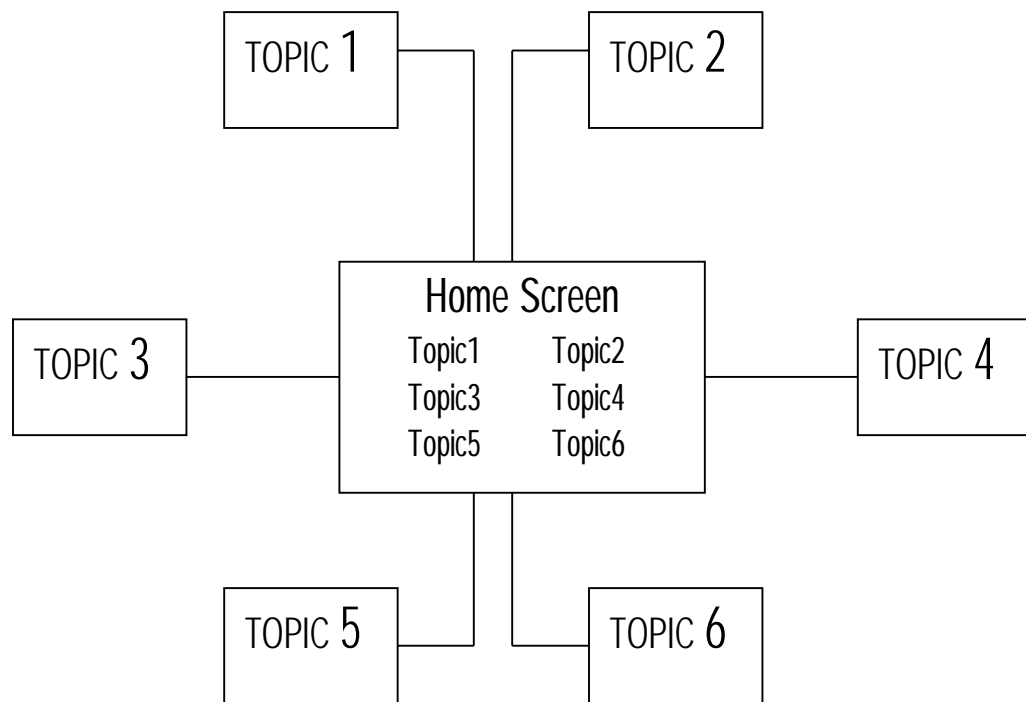 TOPIC 1
TOPIC 2
Home Screen
Topic1 Topic2
Topic3 Topic4
Topic5 Topic6
TOPIC 3
TOPIC 4
TOPIC 5
TOPIC 6